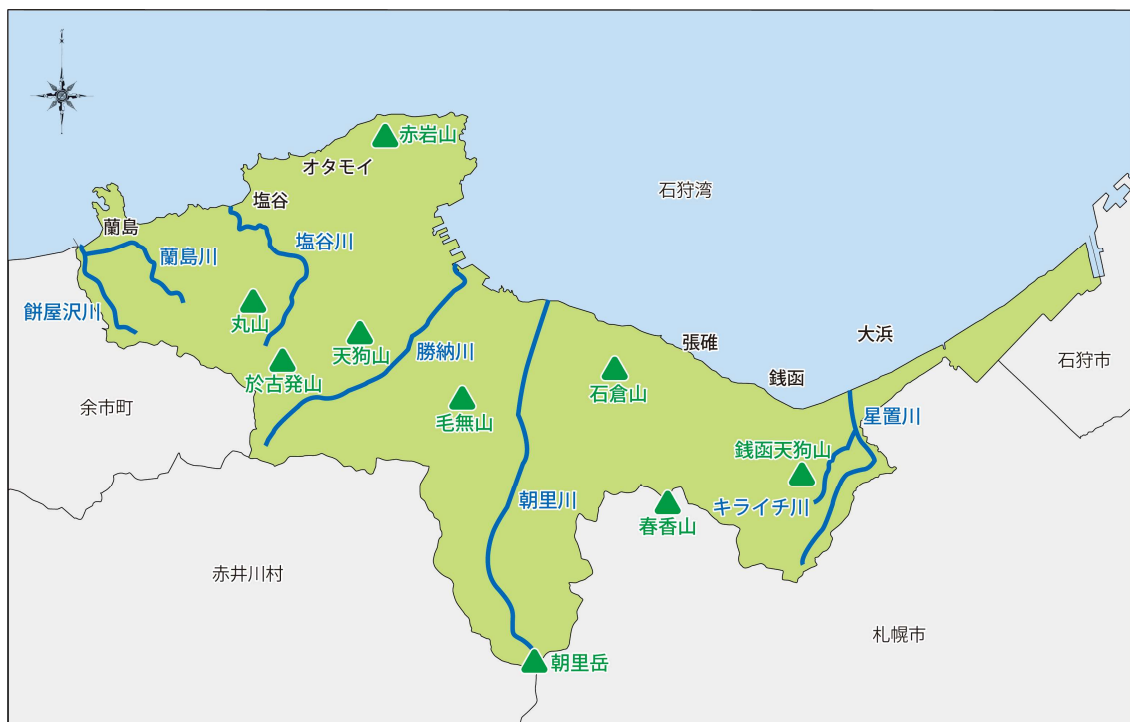 赤岩山
オタモイ
石狩湾
塩谷
蘭島
塩谷川
蘭島川
餅屋沢川
丸山
天狗山
勝納川
張碓
大浜
石狩市
於古発山
石倉山
銭函
余市町
毛無山
星置川
銭函天狗山
朝里川
キライチ川
春香山
赤井川村
札幌市
朝里岳